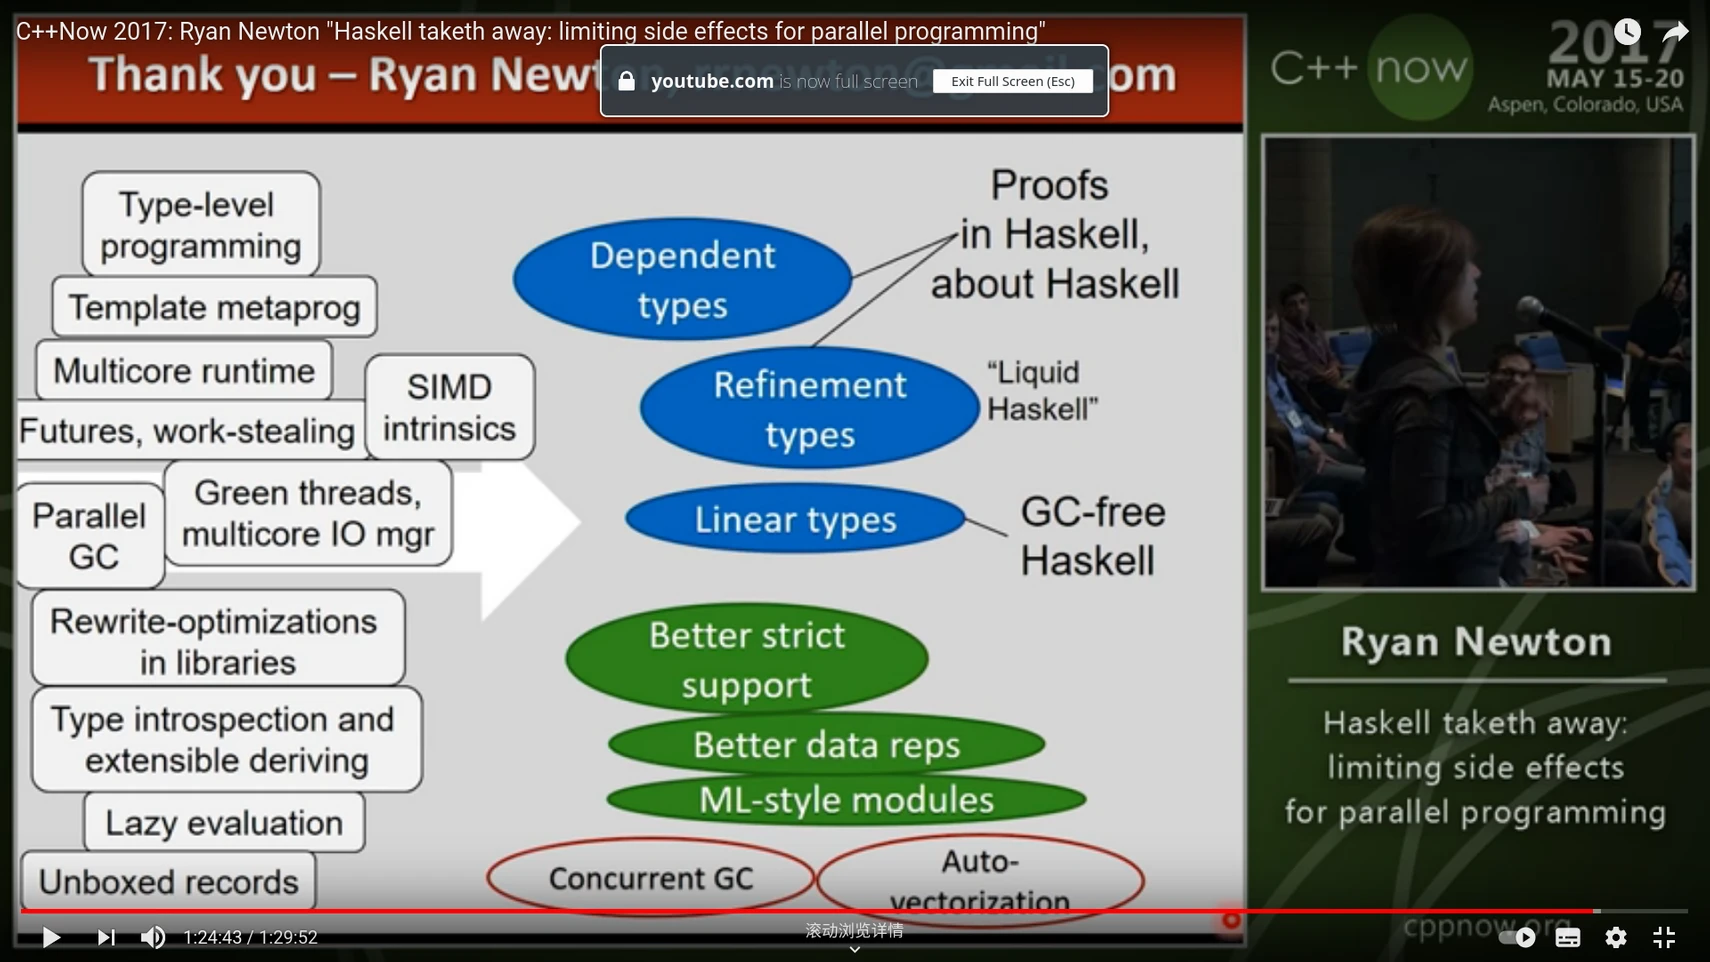 C++Now 2017: Ryan Newton "Haskell taketh away: limiting side effects for parallel programming"
Thank you – Ryan Newt om
youtube.com is now full screen
Exit Full Screen (Esc)
C++ now
2017
MAY 15-20
Aspen, Colorado, USA
Type-level
programming
Template metaprog
Multicore runtime
SIMD
intrinsics
Futures, work-stealing
Parallel
GC
Green threads,
multicore IO mgr
Rewrite-optimizations
in libraries
Type introspection and
extensible deriving
Lazy evaluation
Unboxed records
Dependent
types
Proofs
in Haskell,
about Haskell
Refinement
types
“Liquid
Haskell”
Linear types
GC-free
Haskell
Better strict
support
Better data reps
ML-style modules
Concurrent GC
Auto-
vectorization
Ryan Newton
Haskell taketh away:
limiting side effects
for parallel programming
cppnow.org
1:24:43 / 1:29:52
滚动浏览详情